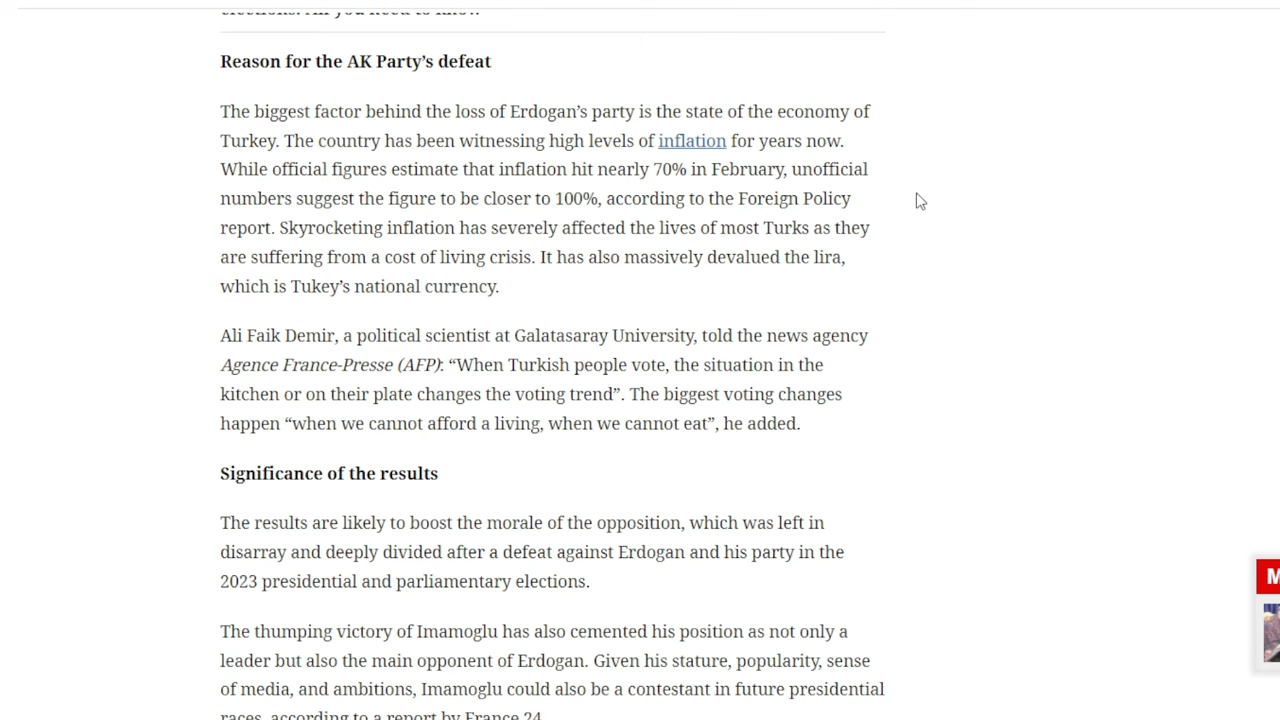 elections: All you need to know
Reason for the AK Party’s defeat
The biggest factor behind the loss of Erdogan’s party is the state of the economy of
Turkey. The country has been witnessing high levels of inflation for years now.
While official figures estimate that inflation hit nearly 70% in February, unofficial
numbers suggest the figure to be closer to 100%, according to the Foreign Policy
report. Skyrocketing inflation has severely affected the lives of most Turks as they
are suffering from a cost of living crisis. It has also massively devalued the lira,
which is Tukey’s national currency.
Ali Faik Demir, a political scientist at Galatasaray University, told the news agency
Agence France-Presse (AFP): “When Turkish people vote, the situation in the
kitchen or on their plate changes the voting trend”. The biggest voting changes
happen “when we cannot afford a living, when we cannot eat”, he added.
Significance of the results
The results are likely to boost the morale of the opposition, which was left in
disarray and deeply divided after a defeat against Erdogan and his party in the
2023 presidential and parliamentary elections.
The thumping victory of Imamoglu has also cemented his position as not only a
leader but also the main opponent of Erdogan. Given his stature, popularity, sense
of media, and ambitions, Imamoglu could also be a contestant in future presidential
races, according to a report by France 24.
M